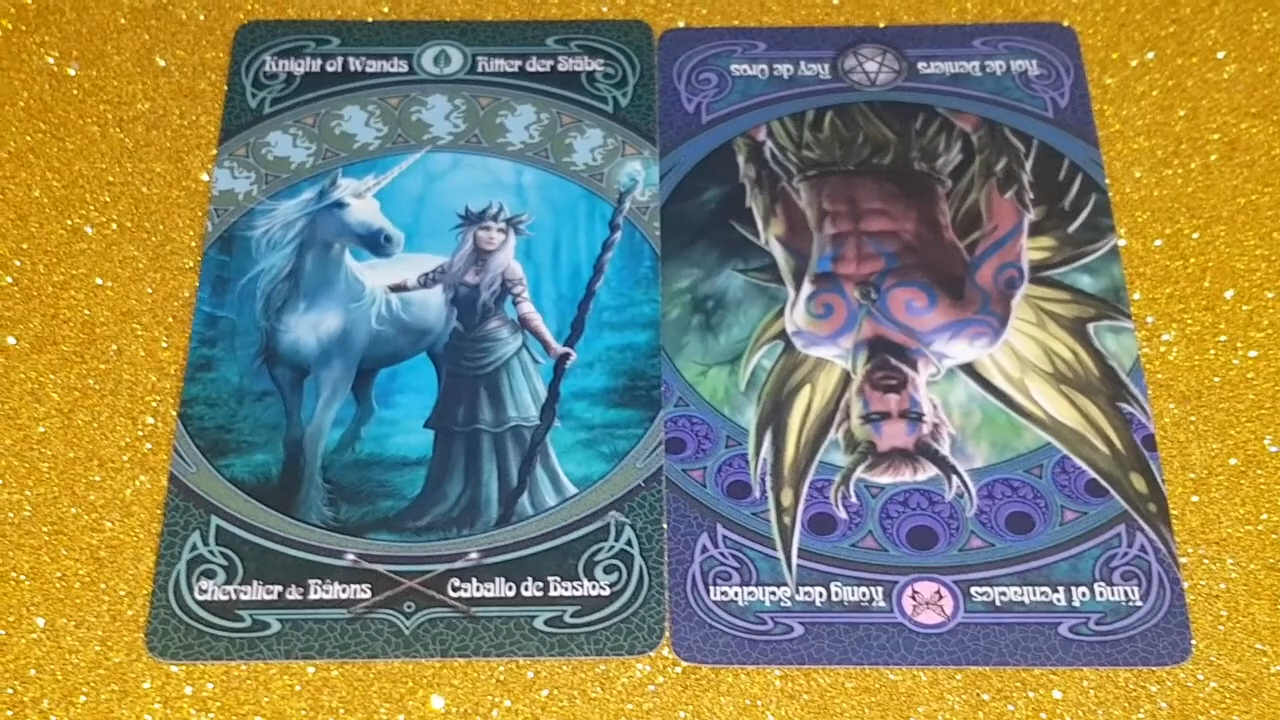 Knight of Wands Ritter der Stäbe
Chevalier de Bâtons Caballo de Bastos
King of Pentacles König der Scheiben
Roi de Deniers Rey de Oros